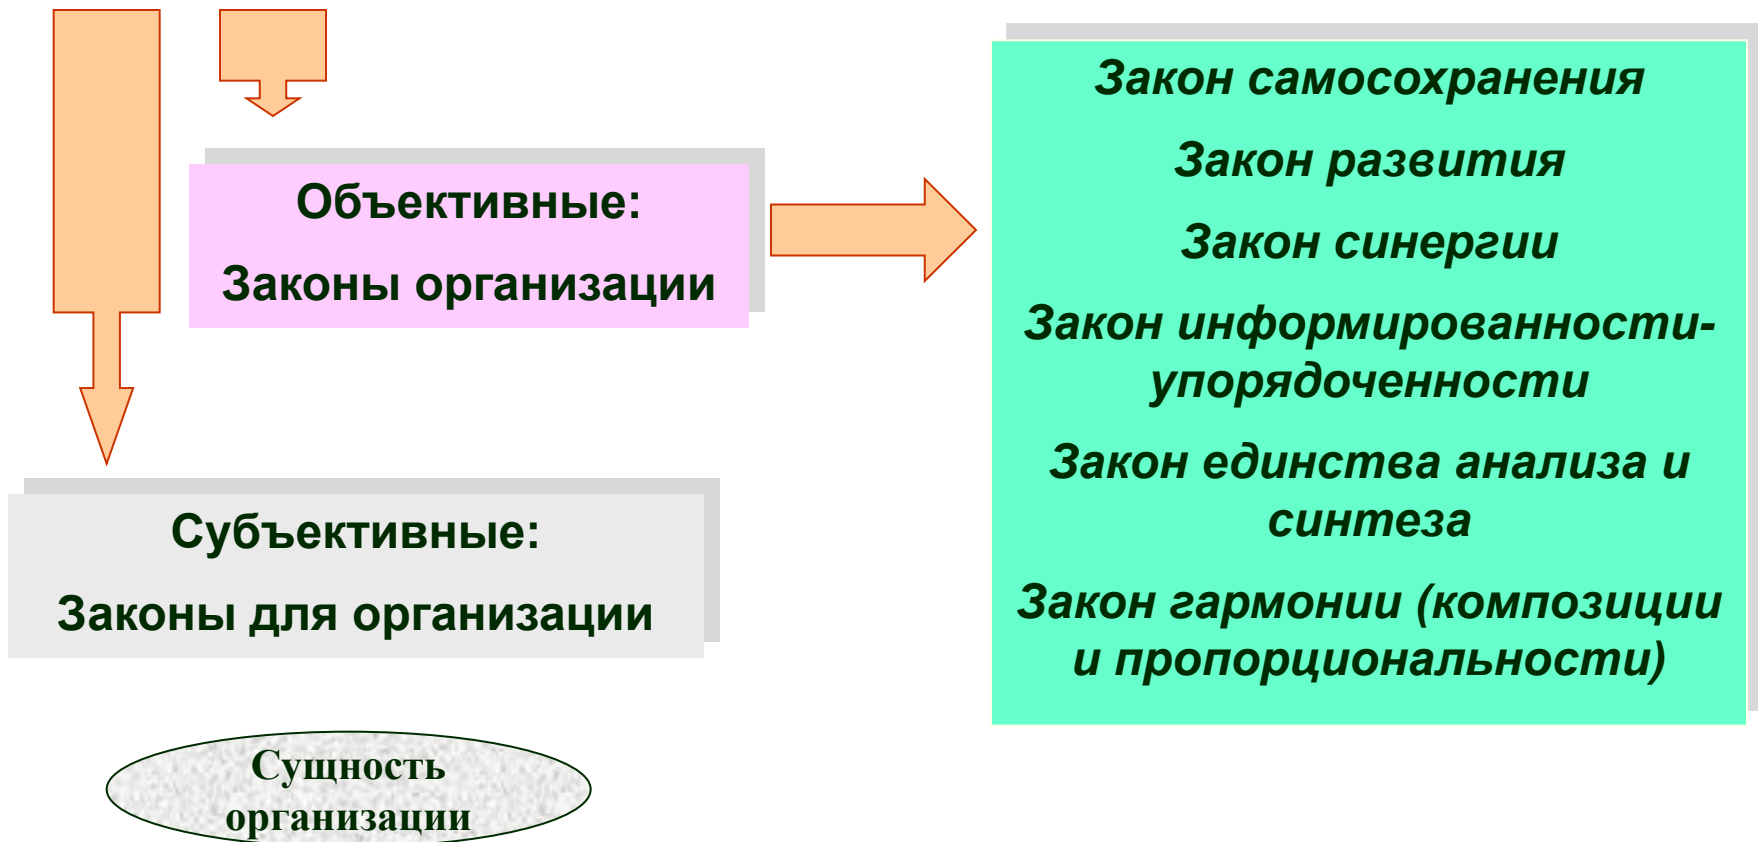 Объективные:
Законы организации
Субъективные:
Законы для организации
Сущность
организации
Закон самосохранения
Закон развития
Закон синергии
Закон информированности-
упорядоченности
Закон единства анализа и
синтеза
Закон гармонии (композиции
и пропорциональности)